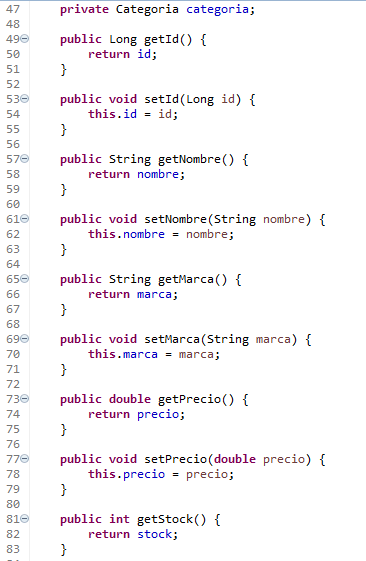 47 private Categoria categoria;
48
49 public Long getId() {
50 return id;
51 }
52
53 public void setId(Long id) {
54 this.id = id;
55 }
56
57 public String getNombre() {
58 return nombre;
59 }
60
61 public void setNombre(String nombre) {
62 this.nombre = nombre;
63 }
64
65 public String getMarca() {
66 return marca;
67 }
68
69 public void setMarca(String marca) {
70 this.marca = marca;
71 }
72
73 public double getPrecio() {
74 return precio;
75 }
76
77 public void setPrecio(double precio) {
78 this.precio = precio;
79 }
80
81 public int getStock() {
82 return stock;
83 }